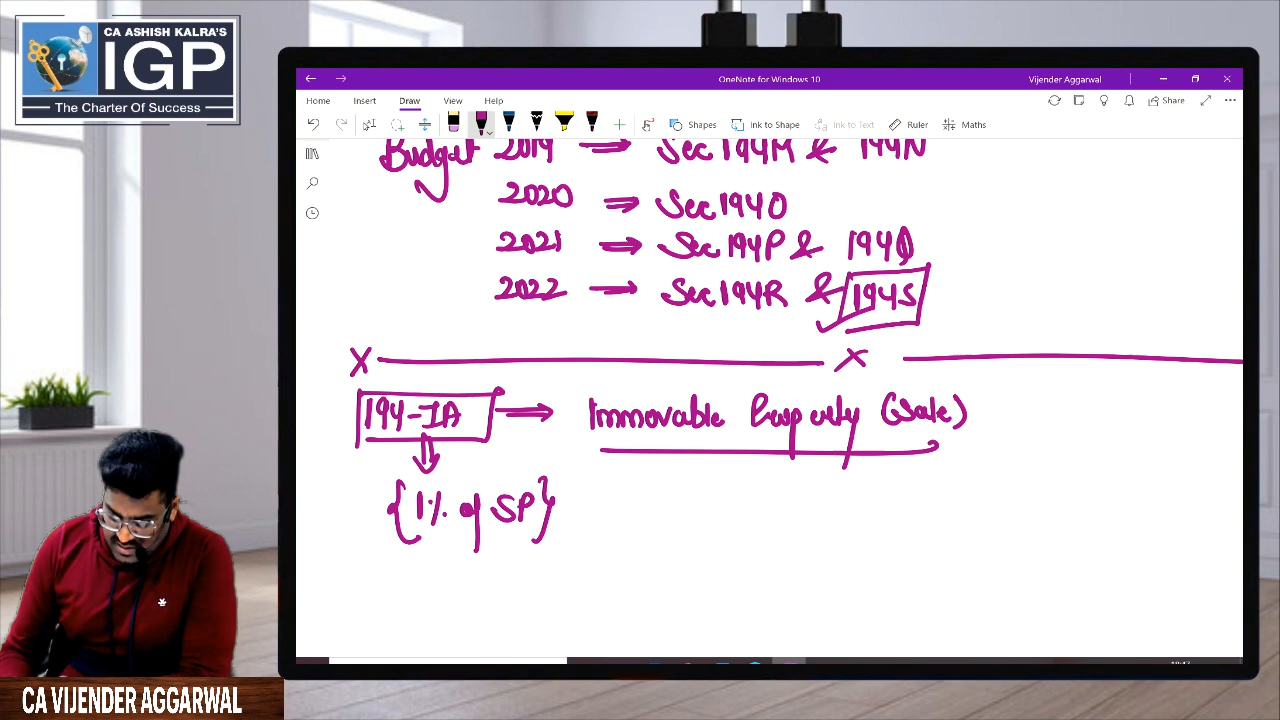 CA ASHISH KALRA'S
IGP
The Charter Of Success
OneNote for Windows 10
Vijender Aggarwal
Home Insert Draw View Help
Share
Shapes Ink to Shape Ink to Text Ruler Maths
Budget 2019 ⇒ Sec 194M & 194N
2020 ⇒ Sec 194O
2021 ⇒ Sec 194P & 194Q
2022 → Sec 194R & 194S
X X
194-IA ⇒ Immovable Property (Sale)
{1% of SP}
CA VIJENDER AGGARWAL